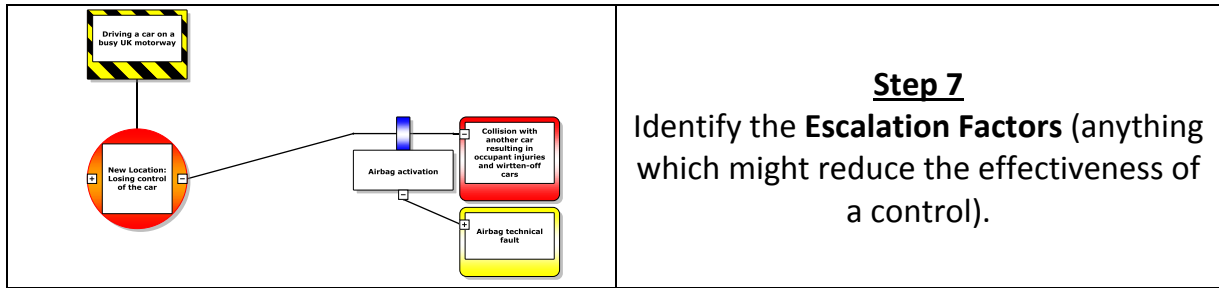 Driving a car on a
busy UK motorway
New Location:
Losing control
of the car
Airbag activation
Collision with
another car
resulting in
occupant injuries
and wirtten-off
cars
Airbag technical
fault
Step 7
Identify the Escalation Factors (anything
which might reduce the effectiveness of
a control).